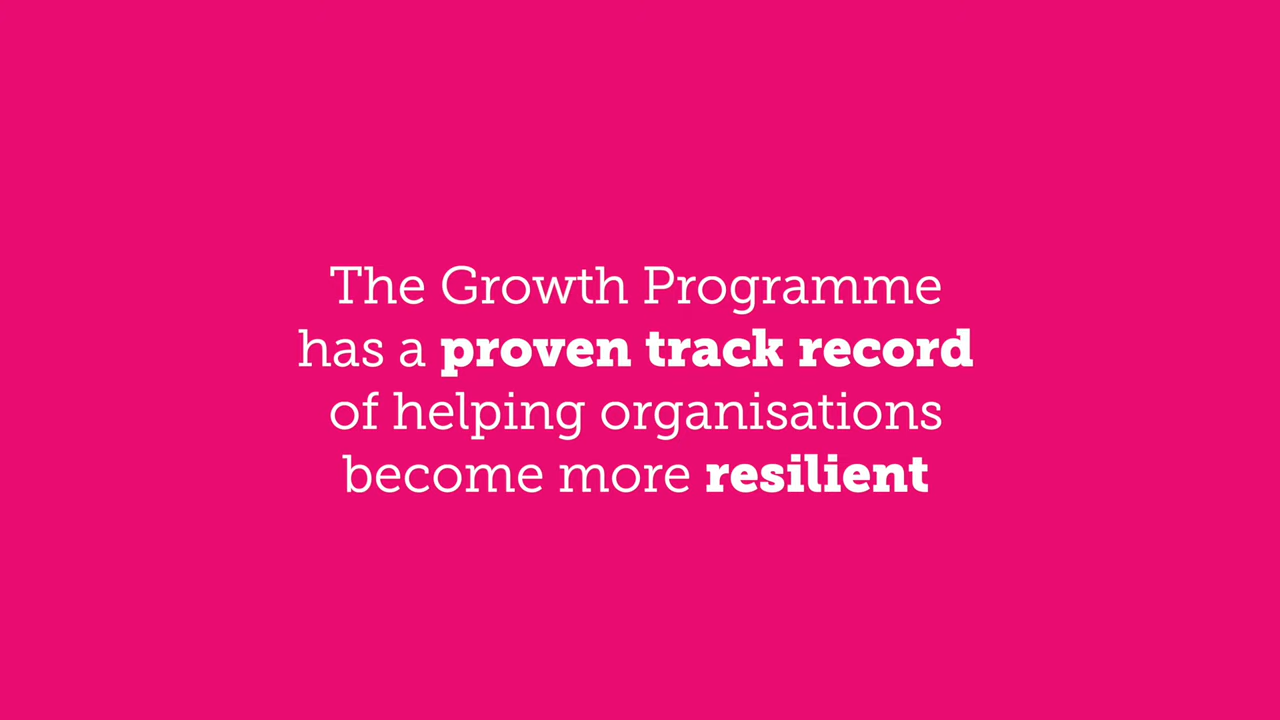 The Growth Programme
has a proven track record
of helping organisations
become more resilient